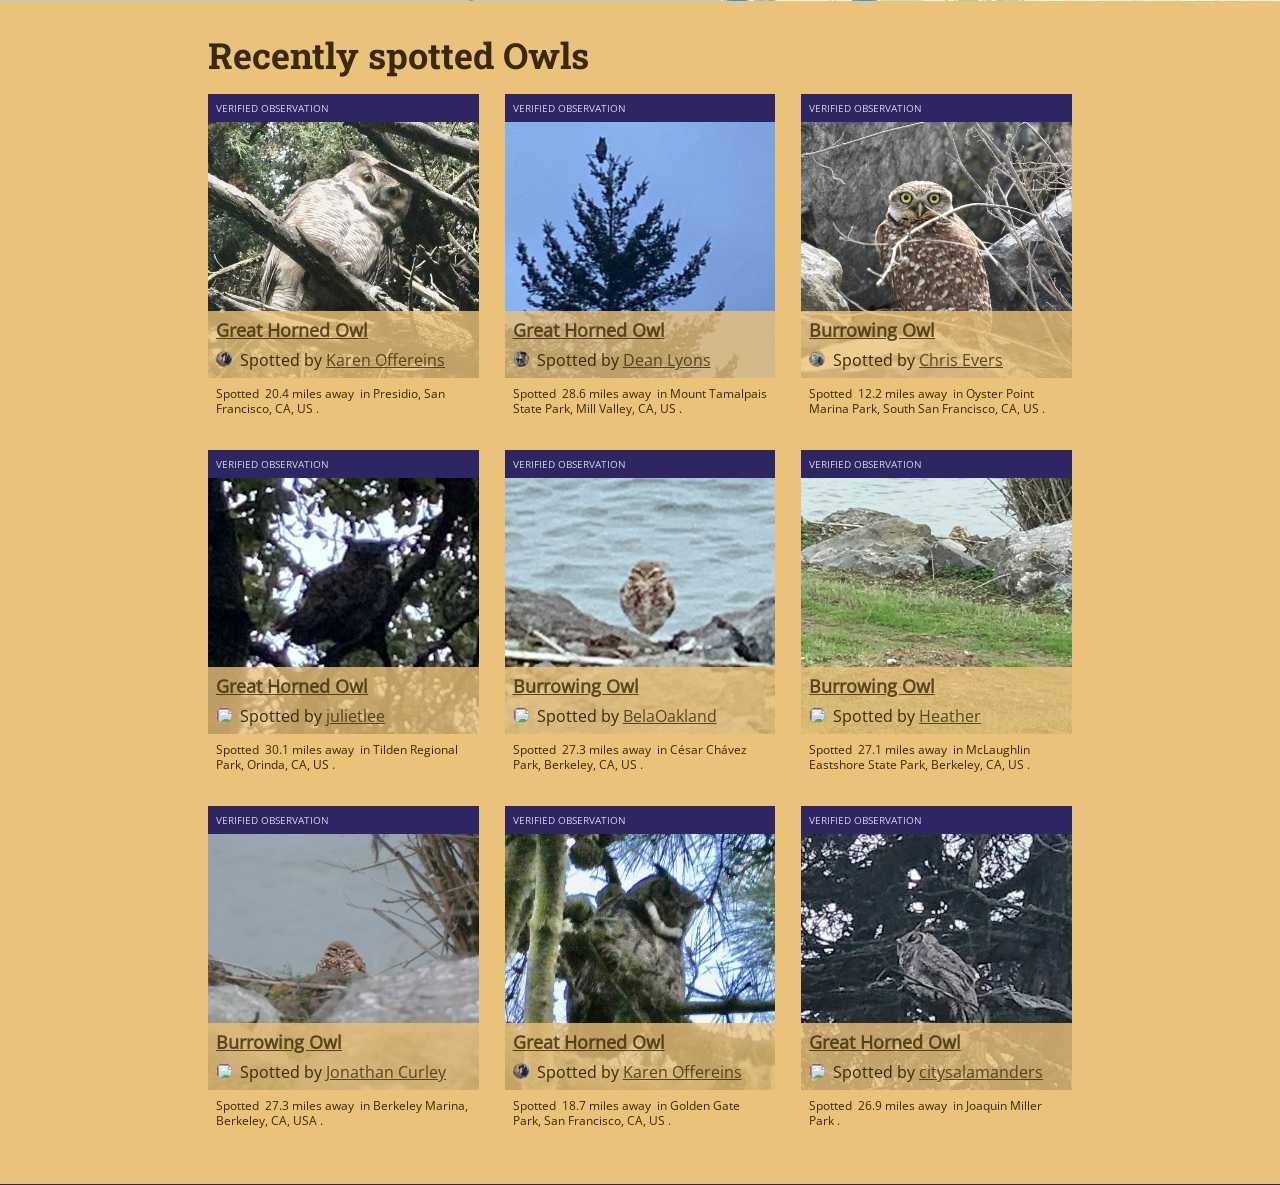 Recently spotted Owls
VERIFIED OBSERVATION
Great Horned Owl
Spotted by Karen Offereins
Spotted 20.4 miles away in Presidio, San
Francisco, CA, US .
VERIFIED OBSERVATION
Great Horned Owl
Spotted by Dean Lyons
Spotted 28.6 miles away in Mount Tamalpais
State Park, Mill Valley, CA, US .
VERIFIED OBSERVATION
Burrowing Owl
Spotted by Chris Evers
Spotted 12.2 miles away in Oyster Point
Marina Park, South San Francisco, CA, US .
VERIFIED OBSERVATION
Great Horned Owl
Spotted by julietlee
Spotted 30.1 miles away in Tilden Regional
Park, Orinda, CA, US .
VERIFIED OBSERVATION
Burrowing Owl
Spotted by BelaOakland
Spotted 27.3 miles away in César Chávez
Park, Berkeley, CA, US .
VERIFIED OBSERVATION
Burrowing Owl
Spotted by Heather
Spotted 27.1 miles away in McLaughlin
Eastshore State Park, Berkeley, CA, US .
VERIFIED OBSERVATION
Burrowing Owl
Spotted by Jonathan Curley
Spotted 27.3 miles away in Berkeley Marina,
Berkeley, CA, USA .
VERIFIED OBSERVATION
Great Horned Owl
Spotted by Karen Offereins
Spotted 18.7 miles away in Golden Gate
Park, San Francisco, CA, US .
VERIFIED OBSERVATION
Great Horned Owl
Spotted by citysalamanders
Spotted 26.9 miles away in Joaquin Miller
Park .